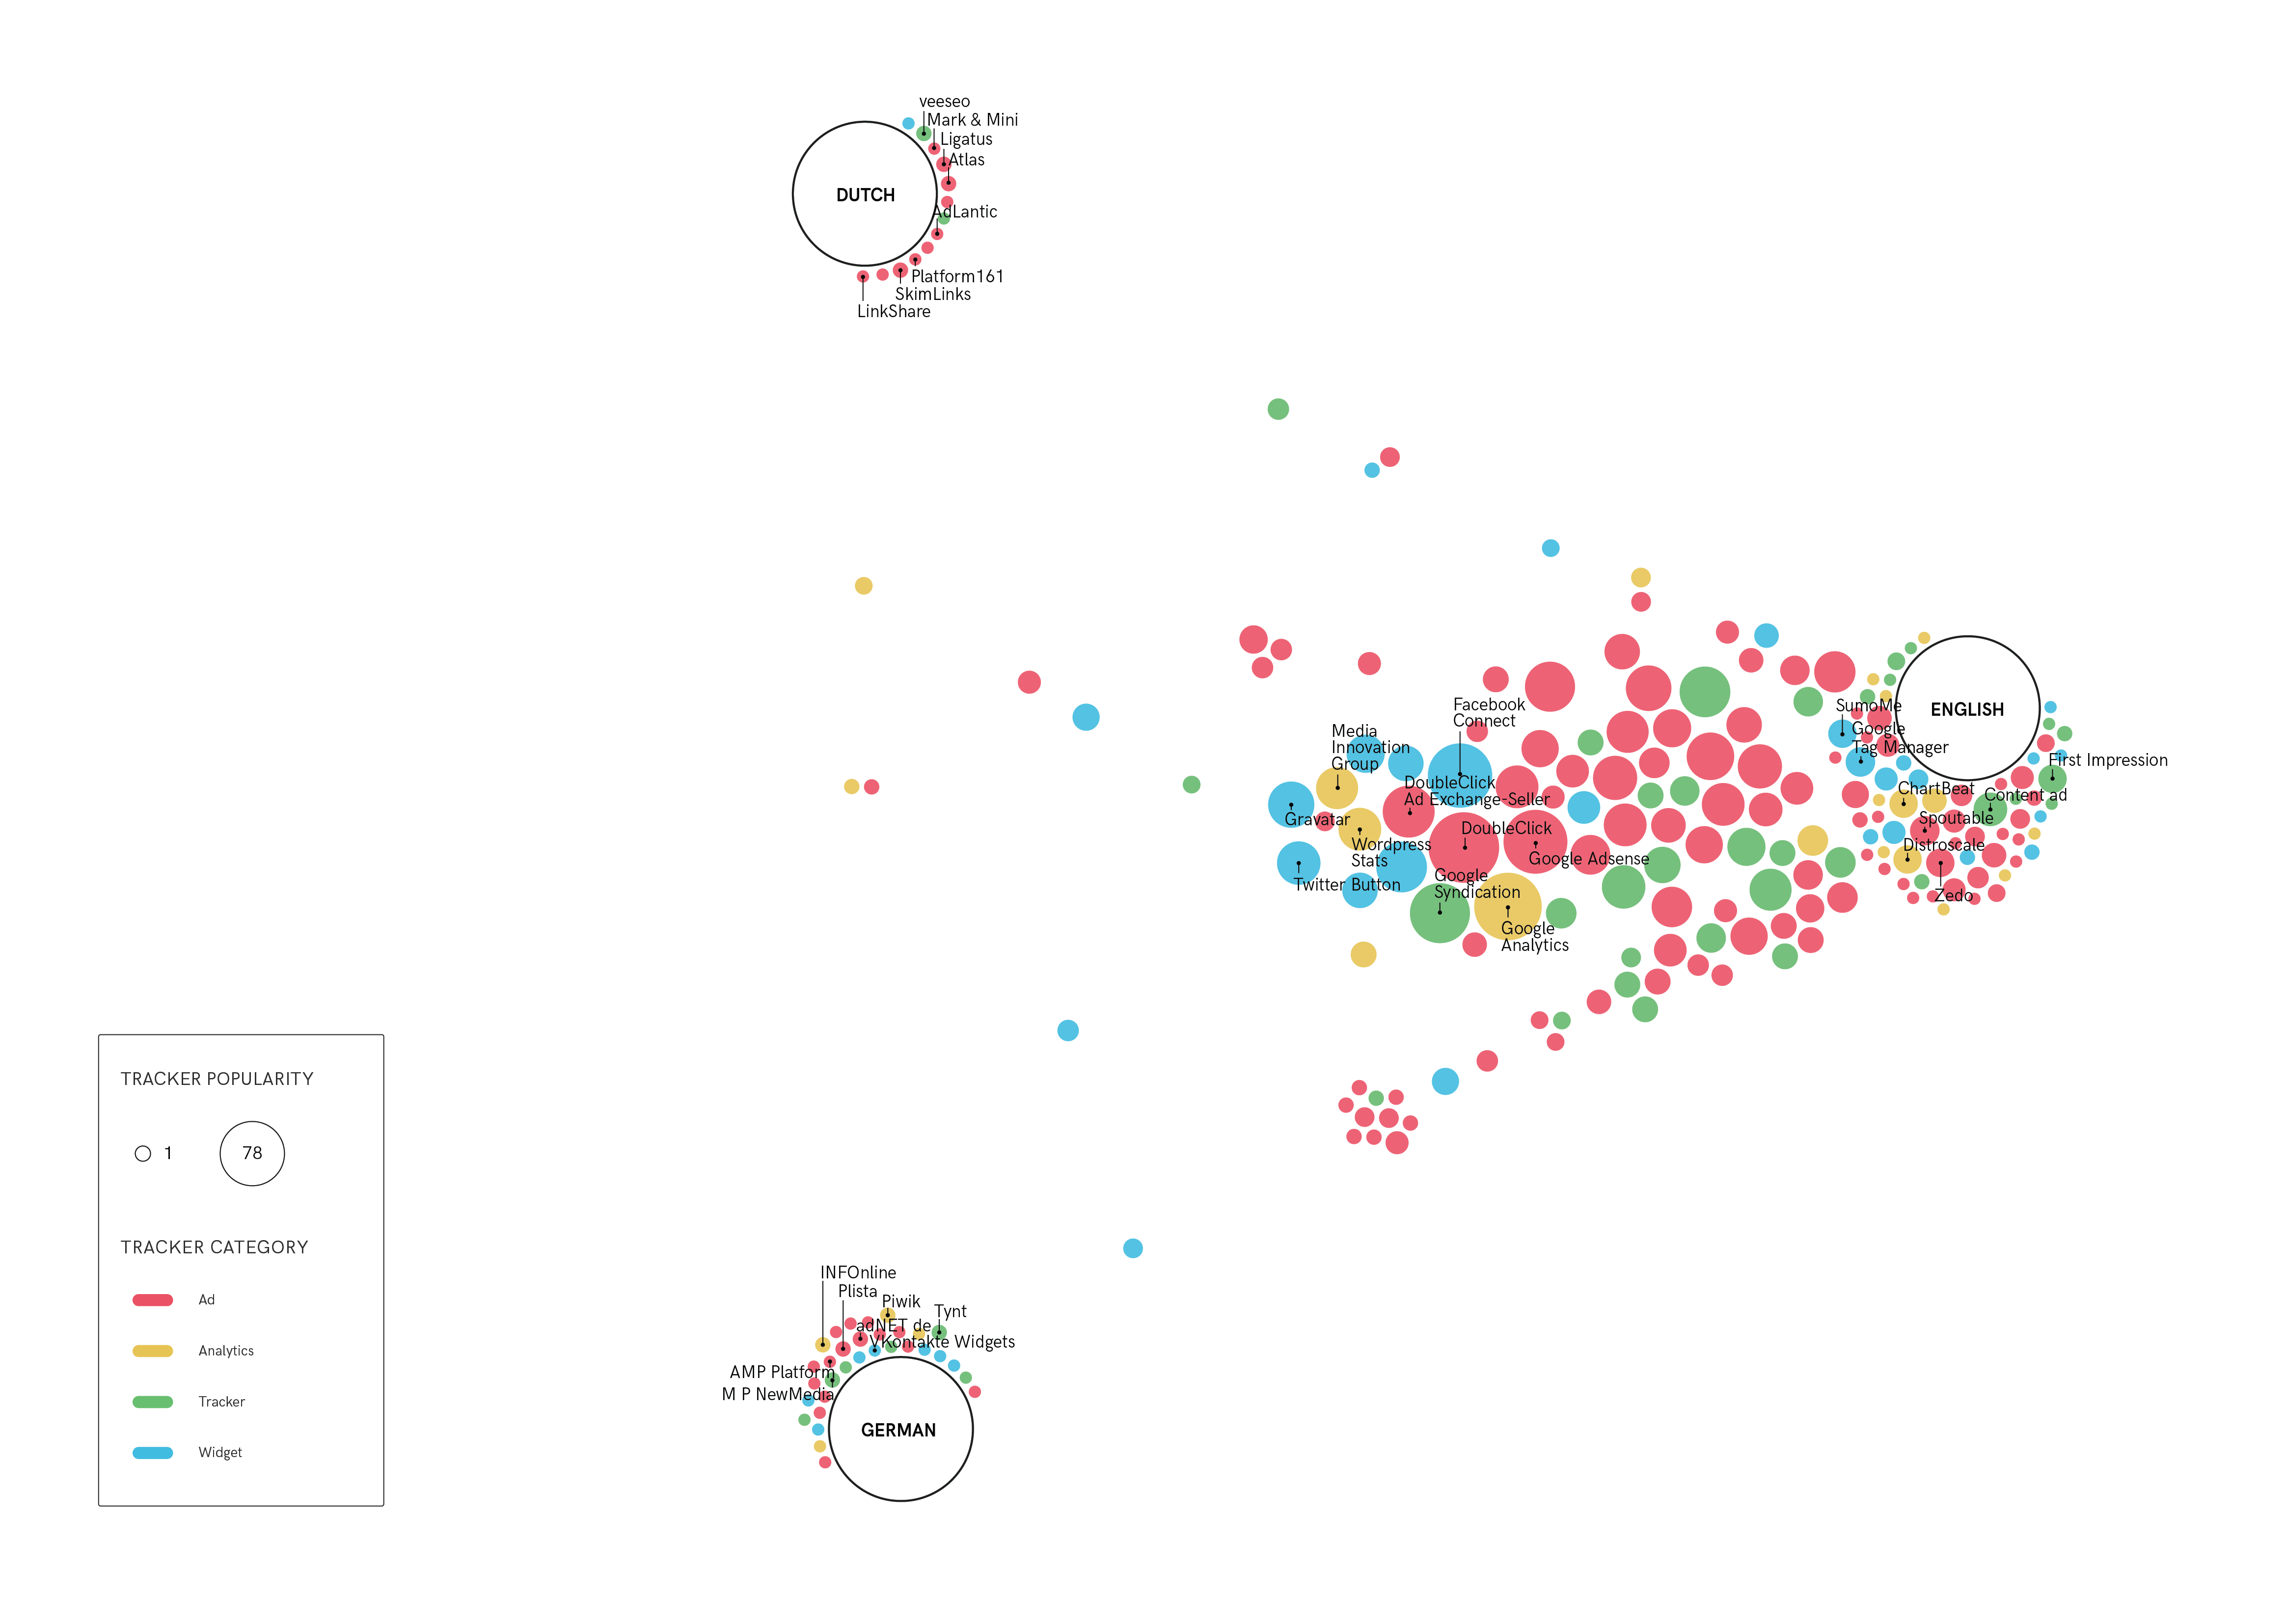 veeseo
Mark & Mini
Ligatus
Atlas
DUTCH
AdLantic
Platform161
SkimLinks
LinkShare
Facebook
Connect
SumoMe
ENGLISH
Google
Tag Manager
Media
Innovation
Group
First Impression
DoubleClick
Ad Exchange-Seller
ChartBeat
Content ad
Gravatar
Spoutable
DoubleClick
Wordpress
Stats
Google Adsense
Distroscale
Twitter Button
Google
Syndication
Zedo
Google
Analytics
TRACKER POPULARITY
1
78
TRACKER CATEGORY
Ad
Analytics
Tracker
Widget
INFOnline
Plista
Piwik
Tynt
adNET de
VKontakte Widgets
AMP Platform
M P NewMedia
GERMAN